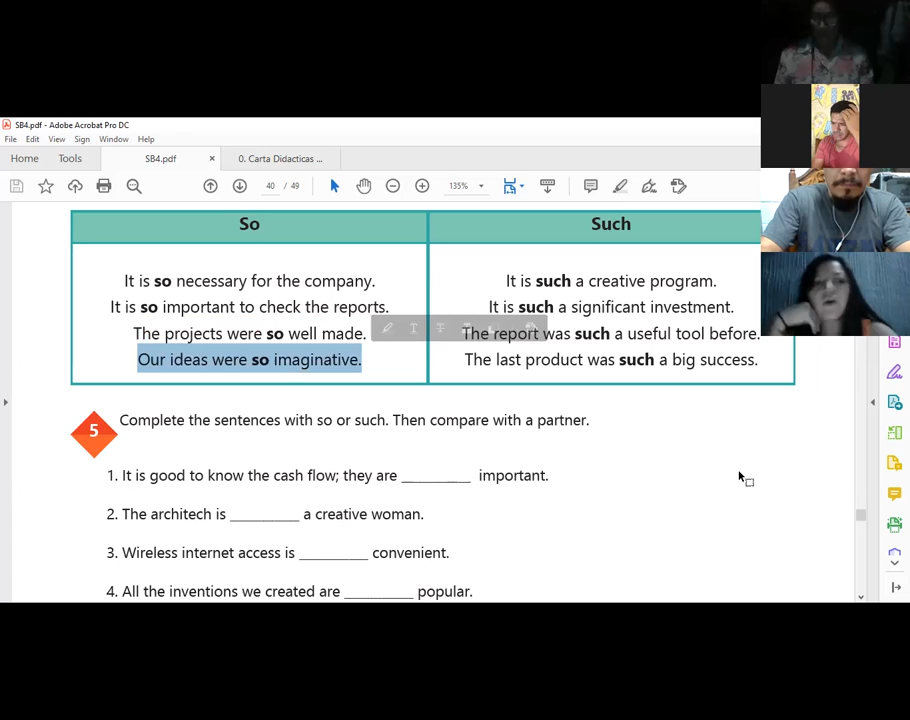 SB4.pdf - Adobe Acrobat Pro DC
File Edit View Sign Window Help
Home Tools SB4.pdf × 0. Carta Didacticas ...
40 / 49 135%
So Such
It is so necessary for the company.
It is so important to check the reports.
The projects were so well made.
Our ideas were so imaginative.
It is such a creative program.
It is such a significant investment.
The report was such a useful tool before.
The last product was such a big success.
5 Complete the sentences with so or such. Then compare with a partner.
1. It is good to know the cash flow; they are ________ important.
2. The architech is ________ a creative woman.
3. Wireless internet access is ________ convenient.
4. All the inventions we created are ________ popular.